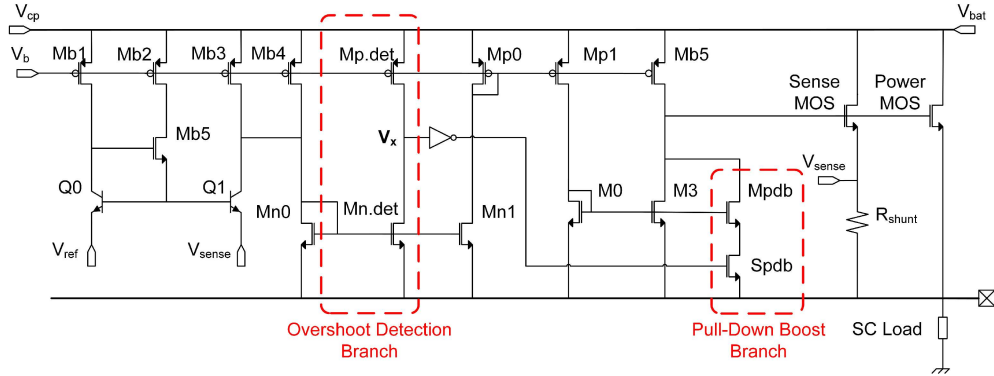 Vcp
Vbat
Vb
Mb1
Mb2
Mb3
Mb4
Mp.det
Mp0
Mp1
Mb5
Sense
MOS
Power
MOS
Mb5
Vx
Vsense
Q0
Q1
Mn0
Mn.det
Mn1
M0
M3
Mpdb
Rshunt
Vref
Vsense
Spdb
Overshoot Detection
Branch
Pull-Down Boost
Branch
SC Load